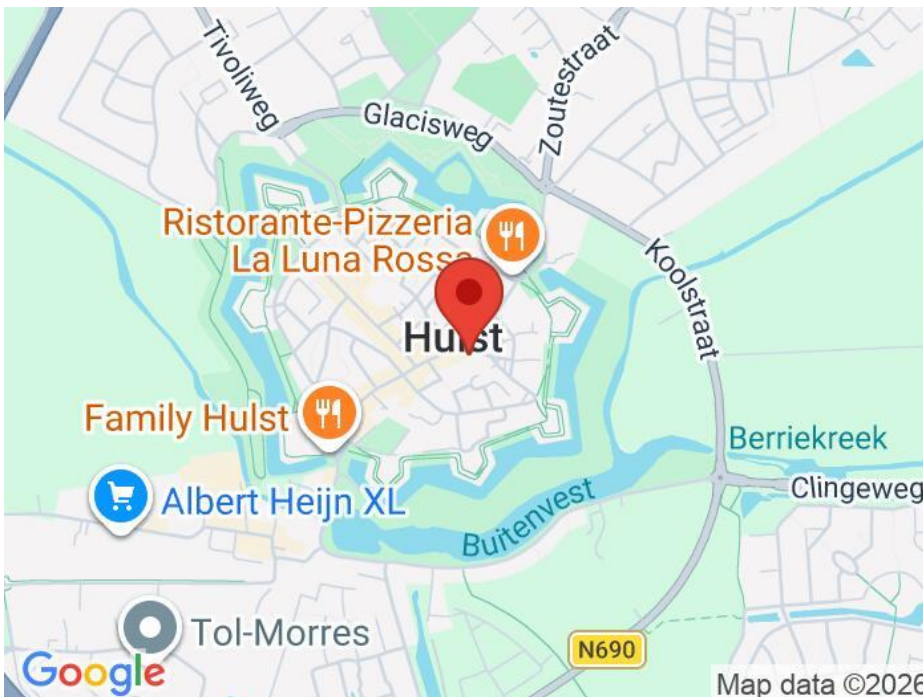 Tivoliweg
Glacisweg
Zoutestraat
Ristorante-Pizzeria
La Luna Rossa
Koolstraat
Hulst
Family Hulst
Berriekreek
Albert Heijn XL
Clingeweg
Buitenvest
Tol-Morres
N690
Google
Map data ©2026